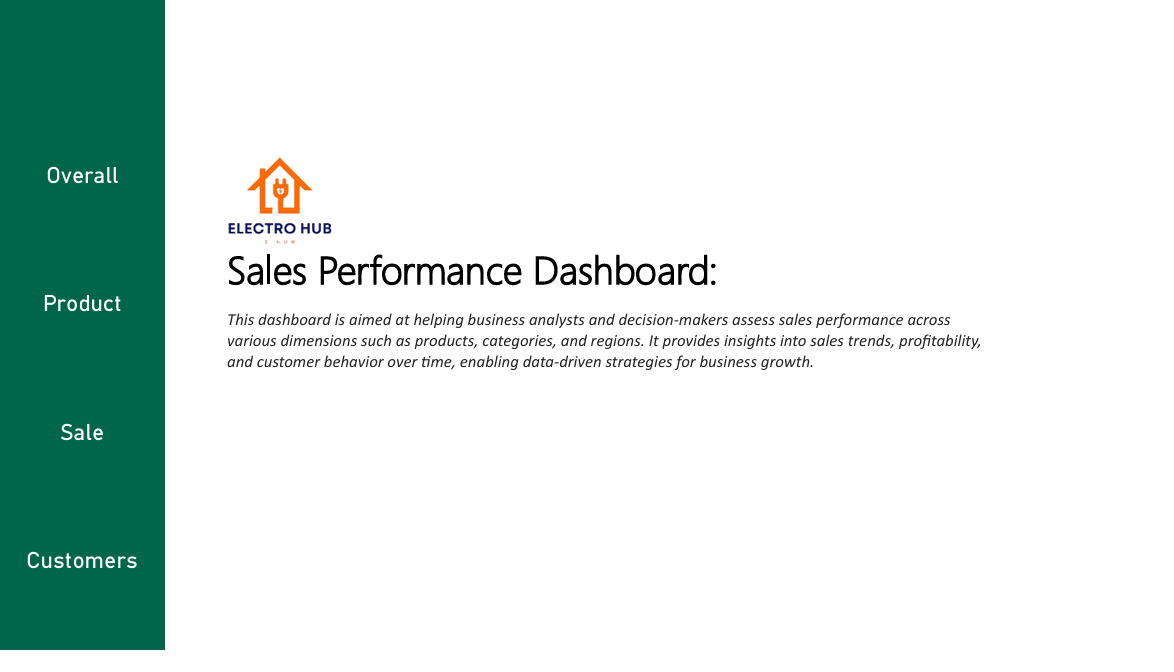 Overall
Product
Sale
Customers
ELECTRO HUB
E HUB
Sales Performance Dashboard:
This dashboard is aimed at helping business analysts and decision-makers assess sales performance across
various dimensions such as products, categories, and regions. It provides insights into sales trends, profitability,
and customer behavior over time, enabling data-driven strategies for business growth.